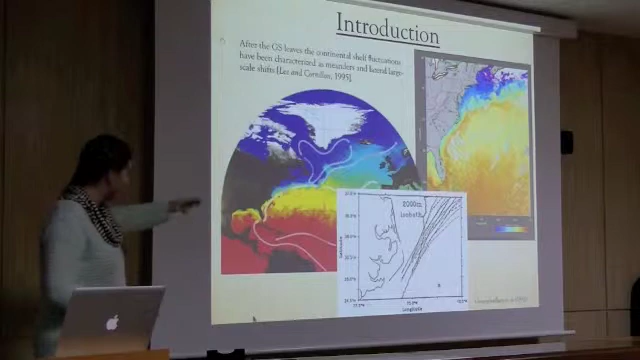 Introduction
After the GS leaves the continental shelf fluctuations
have been characterized as meanders and lateral large-
scale shifts [Lee and Cornillon, 1995].
2000m
isobath
Longitude